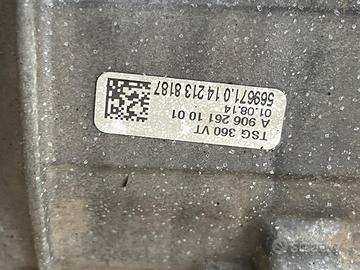 TSG 360 VT
A 906 261 10 01
01.08.14
569671.0 14 213 8187